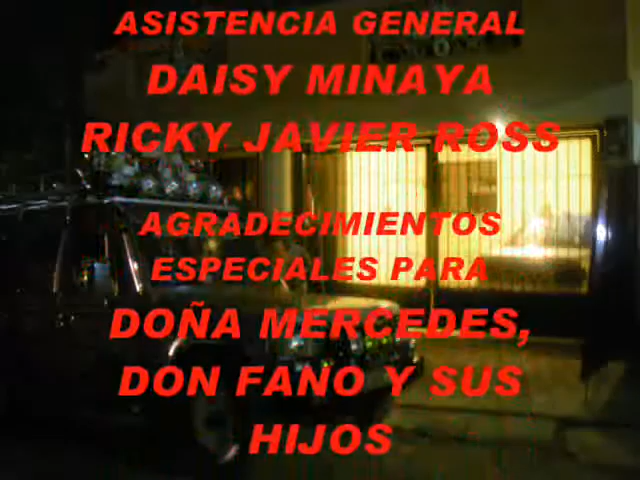 ASISTENCIA GENERAL
DAISY MINAYA
RICKY JAVIER ROSS
AGRADECIMIENTOS
ESPECIALES PARA
DOÑA MERCEDES,
DON FANO Y SUS
HIJOS